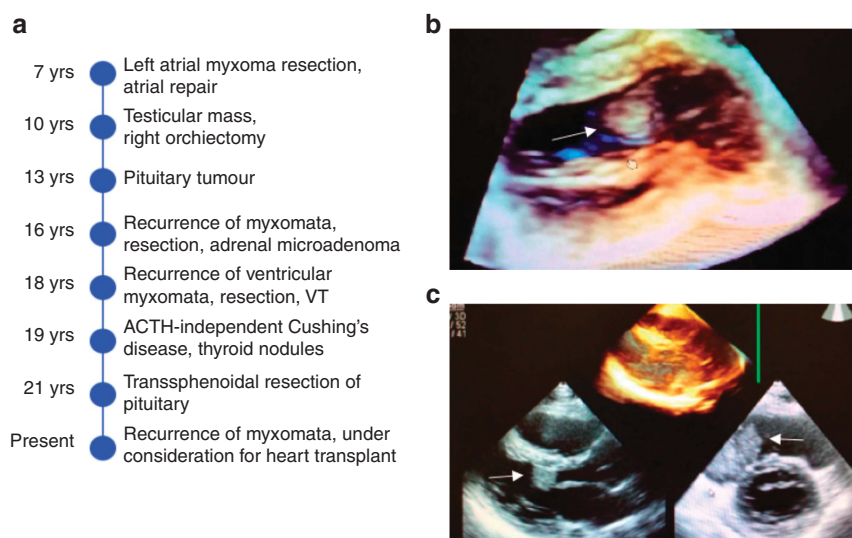 a
7 yrs
Left atrial myxoma resection,
atrial repair
10 yrs
Testicular mass,
right orchiectomy
13 yrs
Pituitary tumour
16 yrs
Recurrence of myxomata,
resection, adrenal microadenoma
18 yrs
Recurrence of ventricular
myxomata, resection, VT
19 yrs
ACTH-independent Cushing's
disease, thyroid nodules
21 yrs
Transsphenoidal resection of
pituitary
Present
Recurrence of myxomata, under
consideration for heart transplant
b
c
/ 3D
/ 52
/ 41